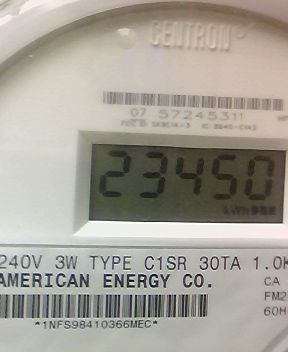 CENTRON
07 57245311
23450
kWh
240V 3W TYPE C1SR 30TA 1.0K
AMERICAN ENERGY CO.
CA
FM2
60H
*1NFS98410366MEC*